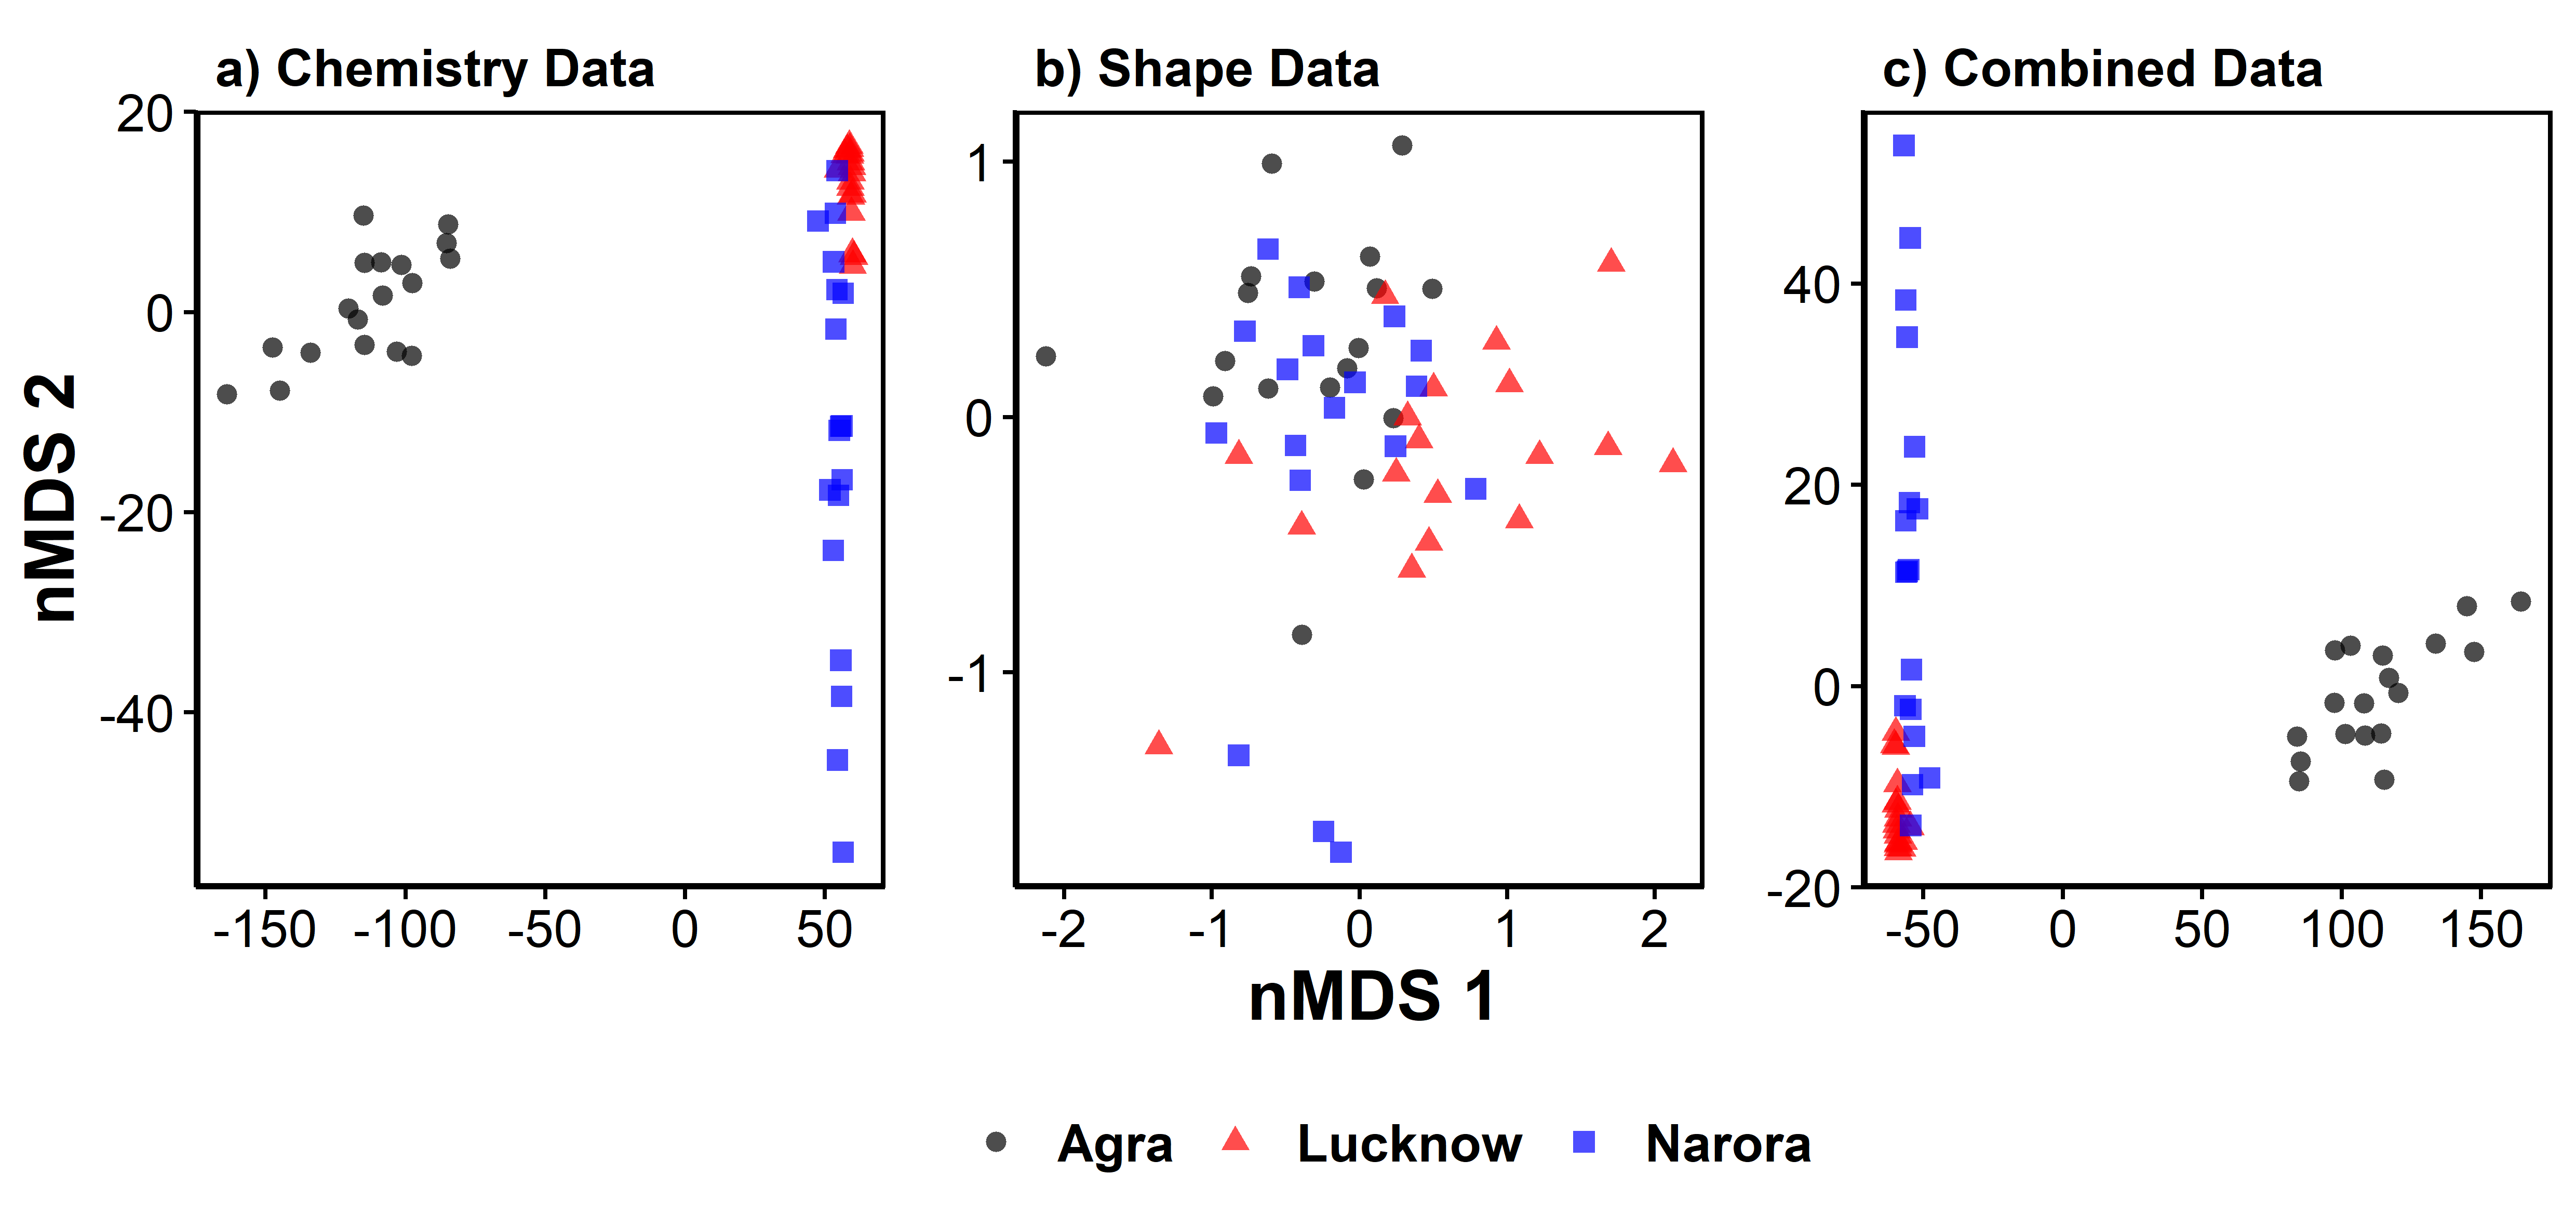 a) Chemistry Data
b) Shape Data
c) Combined Data
nMDS 2
20
0
-20
-40
-150 -100 -50 0 50
1
0
-1
-2 -1 0 1 2
40
20
0
-20
-50 0 50 100 150
nMDS 1
Agra Lucknow Narora